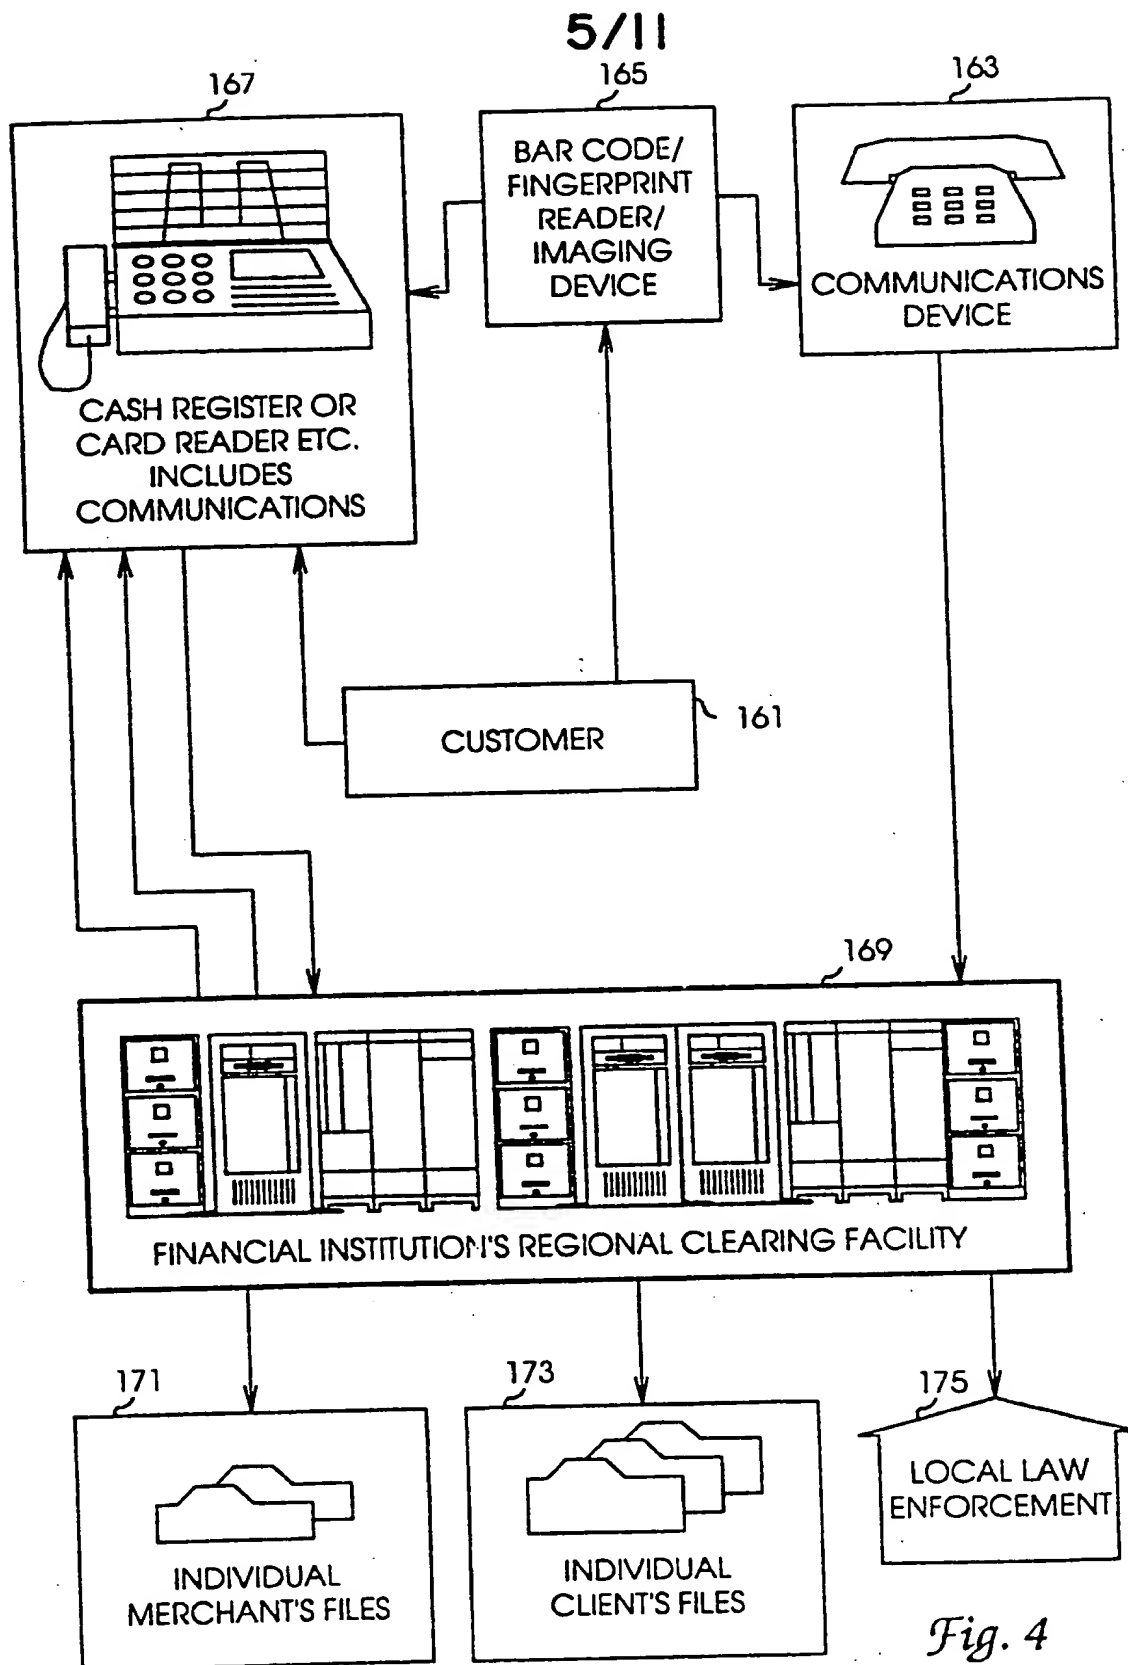 5/11
167
165
163
BAR CODE/
FINGERPRINT
READER/
IMAGING
DEVICE
COMMUNICATIONS
DEVICE
CASH REGISTER OR
CARD READER ETC.
INCLUDES
COMMUNICATIONS
CUSTOMER
161
169
FINANCIAL INSTITUTION'S REGIONAL CLEARING FACILITY
171
173
175
INDIVIDUAL
MERCHANT'S FILES
INDIVIDUAL
CLIENT'S FILES
LOCAL LAW
ENFORCEMENT
Fig. 4